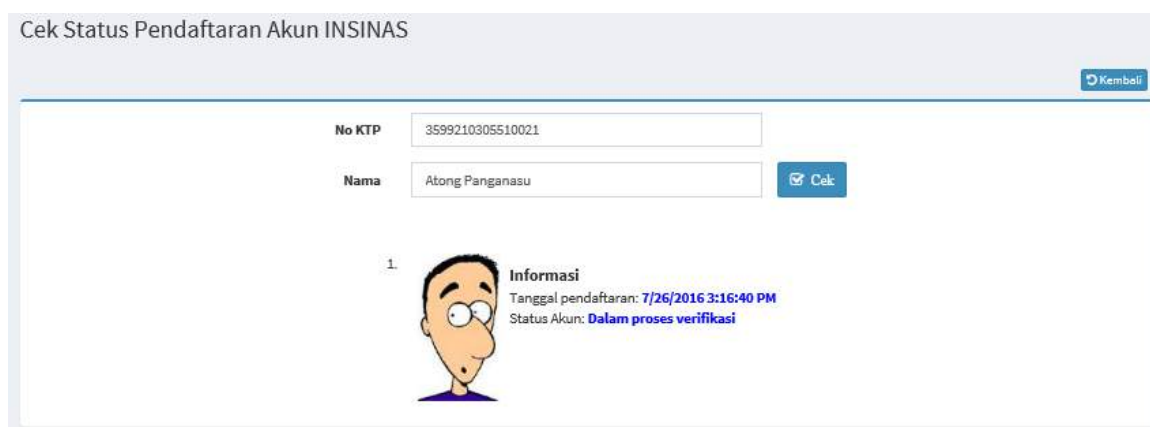 Cek Status Pendaftaran Akun INSINAS
Kembali
No KTP 3599210305510021
Nama Atong Panganasu Cek
1.
Informasi
Tanggal pendaftaran: 7/26/2016 3:16:40 PM
Status Akun: Dalam proses verifikasi